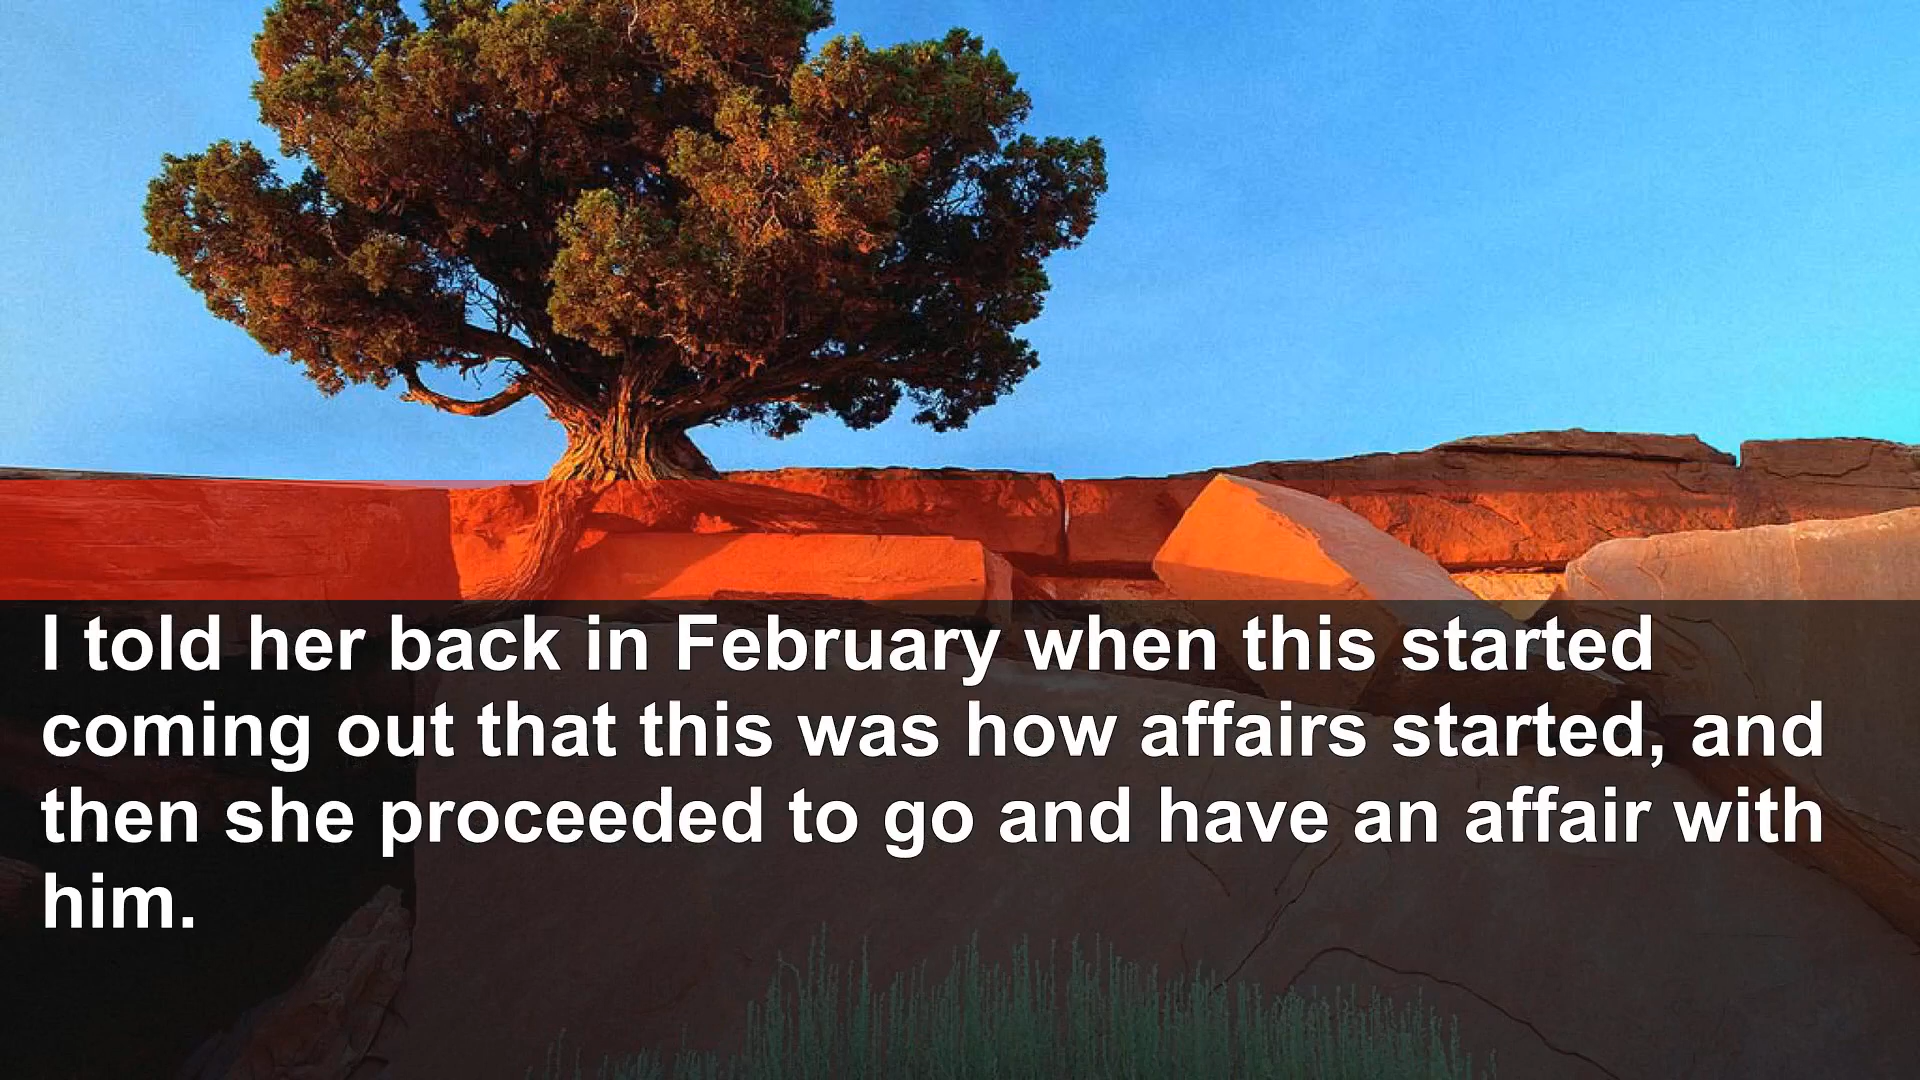 I told her back in February when this started
coming out that this was how affairs started, and
then she proceeded to go and have an affair with
him.